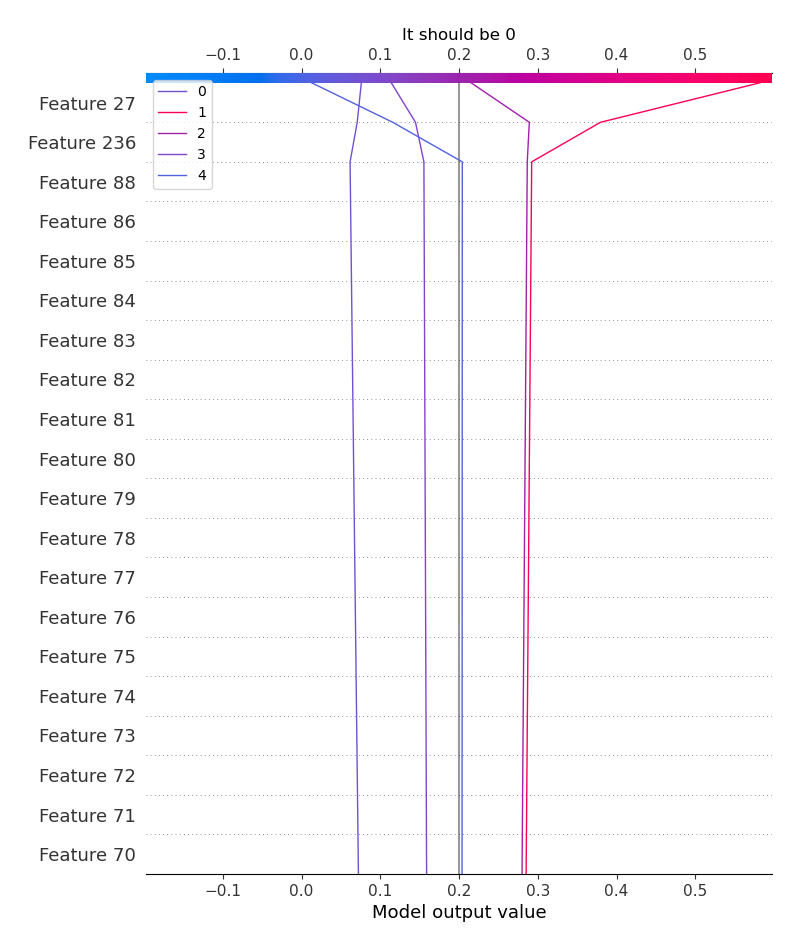 It should be 0
−0.1 0.0 0.1 0.2 0.3 0.4 0.5
0
1
2
3
4
Feature 27
Feature 236
Feature 88
Feature 86
Feature 85
Feature 84
Feature 83
Feature 82
Feature 81
Feature 80
Feature 79
Feature 78
Feature 77
Feature 76
Feature 75
Feature 74
Feature 73
Feature 72
Feature 71
Feature 70
−0.1 0.0 0.1 0.2 0.3 0.4 0.5
Model output value